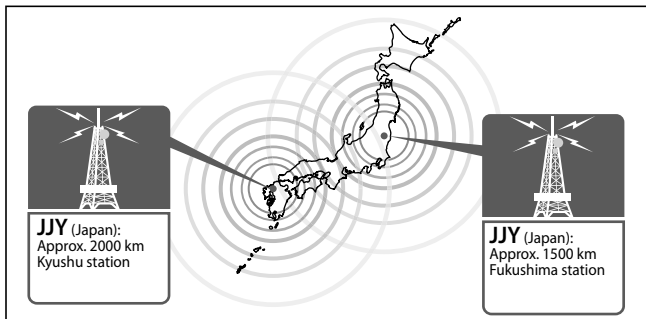 JJY (Japan):
Approx. 2000 km
Kyushu station
JJY (Japan):
Approx. 1500 km
Fukushima station